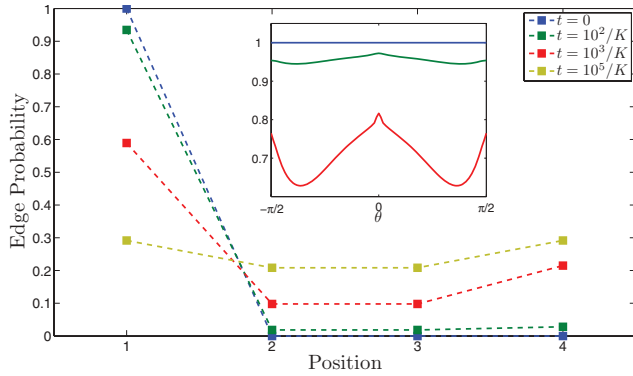 1
0.9
0.8
0.7
0.6
0.5
0.4
0.3
0.2
0.1
0
Edge Probability
1 2 3 4
Position
1
0.9
0.8
0.7
−π/2 0 π/2
θ
t = 0
t = 10²/K
t = 10³/K
t = 10⁵/K